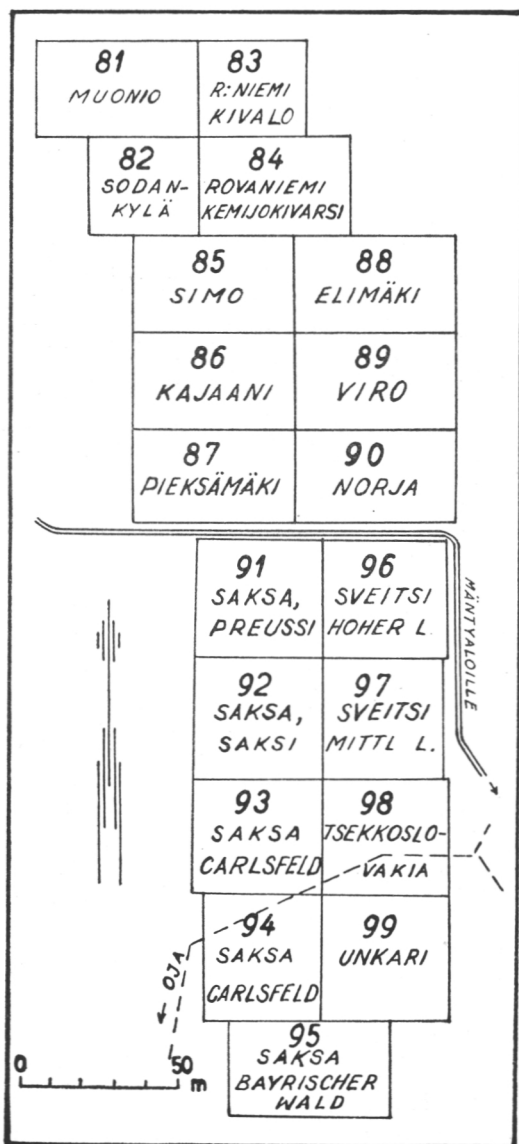 81
MUONIO
83
R:NIEMI
KIVALO
82
SODAN-
KYLÄ
84
ROVANIEMI
KEMIJOKIVARSI
85
SIMO
88
ELIMÄKI
86
KAJAANI
89
VIRO
87
PIEKSÄMÄKI
90
NORJA
91
SAKSA,
PREUSSI
96
SVEITSI
HOHER L.
MÄNTYALOILLE
92
SAKSA,
SAKSI
97
SVEITSI
MITTL L.
93
SAKSA
CARLSFELD
98
TSEKKOSLO-
VAKIA
94
SAKSA
CARLSFELD
99
UNKARI
OJA
95
SAKSA
BAYRISCHER
WALD
0 50
m